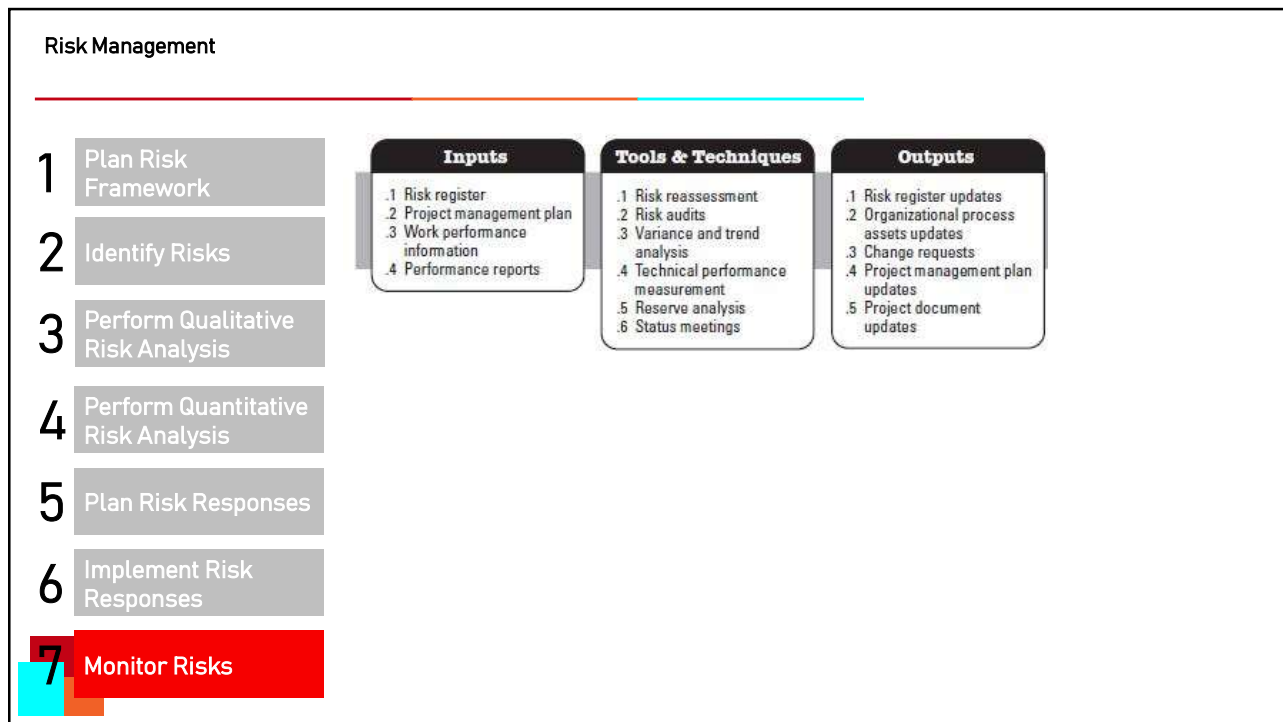 Risk Management
1 Plan Risk
Framework
2 Identify Risks
3 Perform Qualitative
Risk Analysis
4 Perform Quantitative
Risk Analysis
5 Plan Risk Responses
6 Implement Risk
Responses
7 Monitor Risks
Inputs
.1 Risk register
.2 Project management plan
.3 Work performance
information
.4 Performance reports
Tools & Techniques
.1 Risk reassessment
.2 Risk audits
.3 Variance and trend
analysis
.4 Technical performance
measurement
.5 Reserve analysis
.6 Status meetings
Outputs
.1 Risk register updates
.2 Organizational process
assets updates
.3 Change requests
.4 Project management plan
updates
.5 Project document
updates